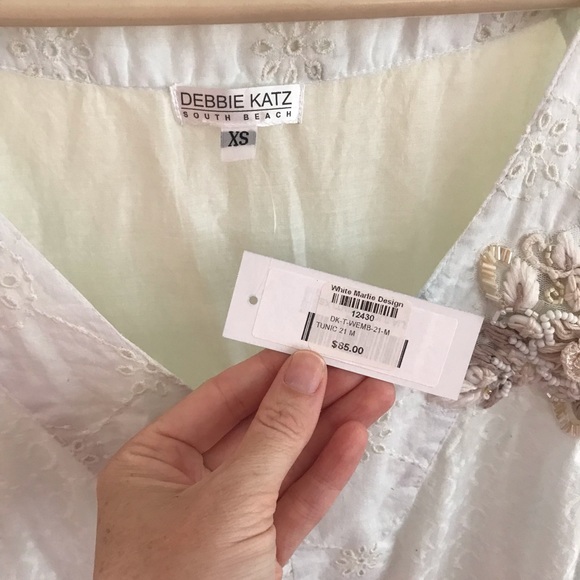 DEBBIE KATZ
SOUTH BEACH
XS
White Marlie Design
12430
DK-T-WEMB-21-M
TUNIC 21 M
$85.00